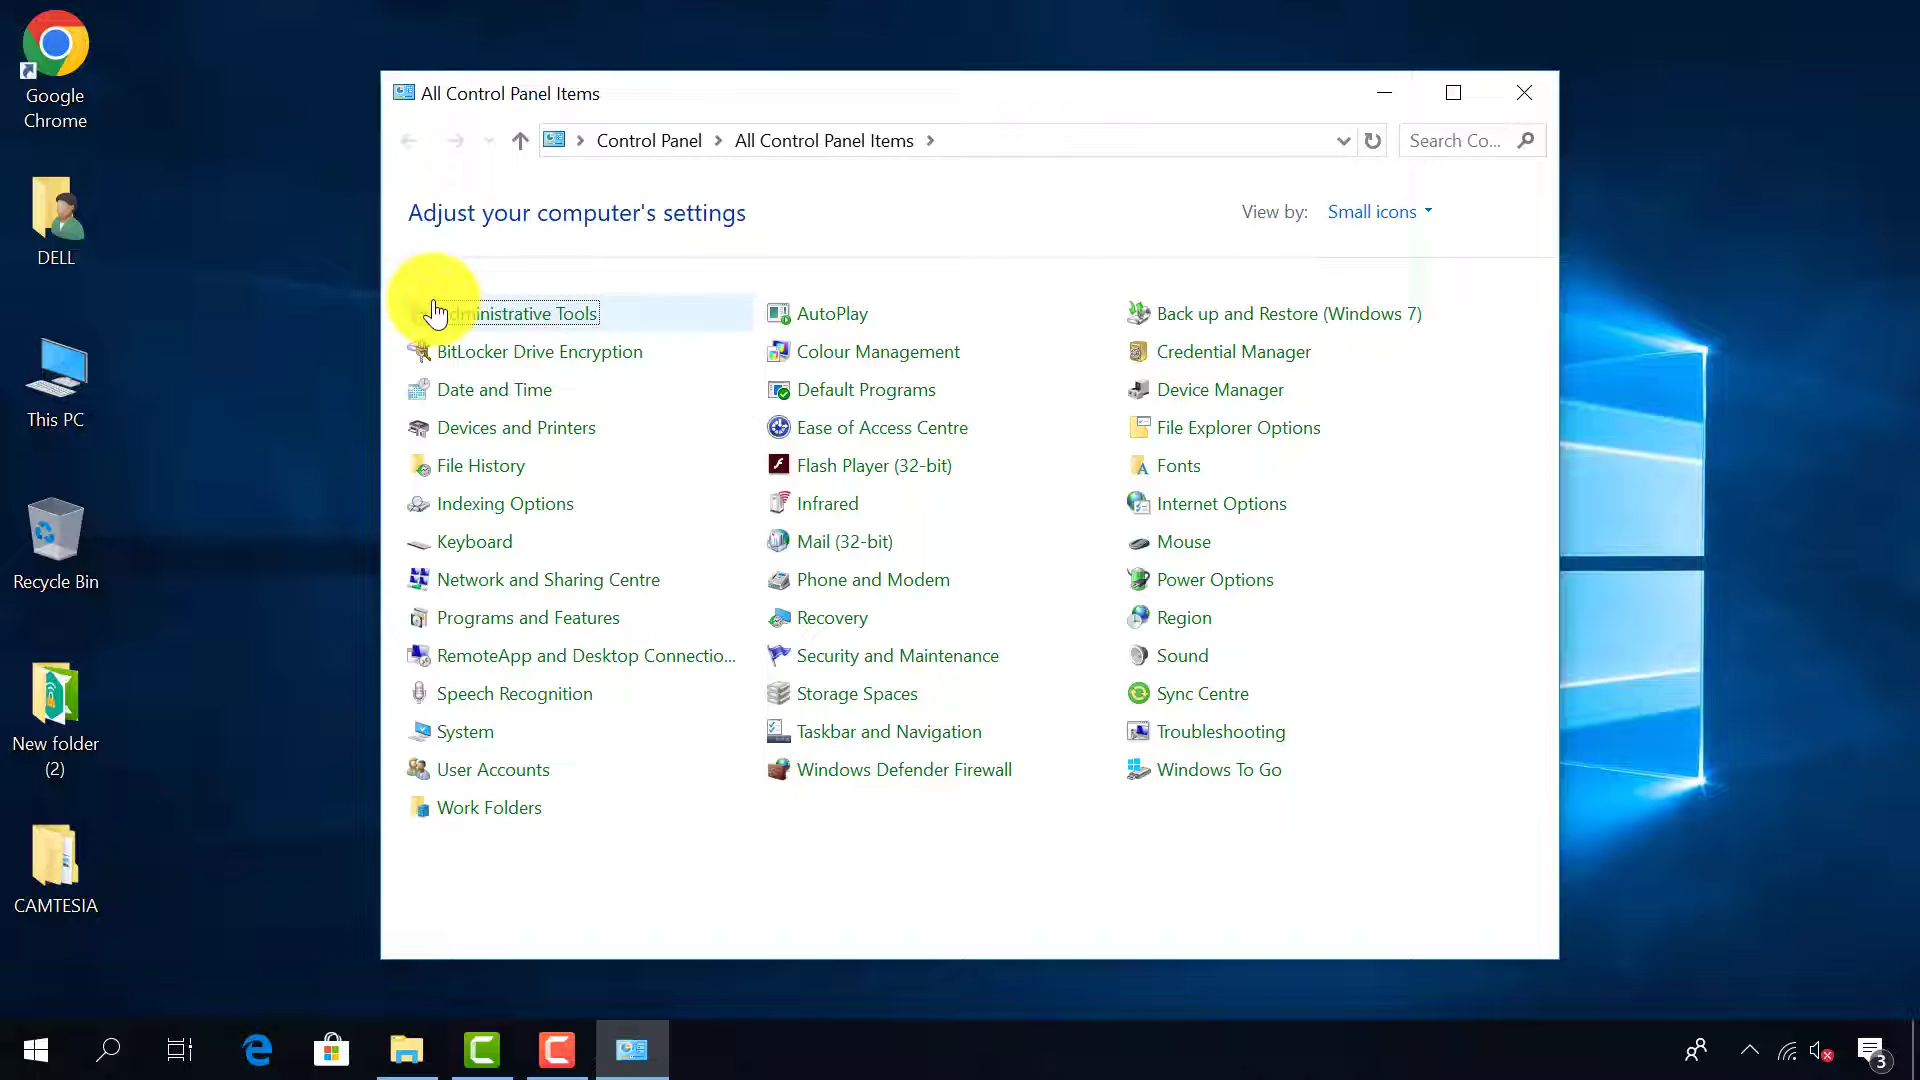 Google
Chrome
DELL
This PC
Recycle Bin
New folder
(2)
CAMTESIA
All Control Panel Items
Control Panel
All Control Panel Items
Search Co...
Adjust your computer's settings
View by:
Small icons
ministrative Tools
AutoPlay
Back up and Restore (Windows 7)
BitLocker Drive Encryption
Colour Management
Credential Manager
Date and Time
Default Programs
Device Manager
Devices and Printers
Ease of Access Centre
File Explorer Options
File History
Flash Player (32-bit)
Fonts
Indexing Options
Infrared
Internet Options
Keyboard
Mail (32-bit)
Mouse
Network and Sharing Centre
Phone and Modem
Power Options
Programs and Features
Recovery
Region
RemoteApp and Desktop Connectio...
Security and Maintenance
Sound
Speech Recognition
Storage Spaces
Sync Centre
System
Taskbar and Navigation
Troubleshooting
User Accounts
Windows Defender Firewall
Windows To Go
Work Folders
3